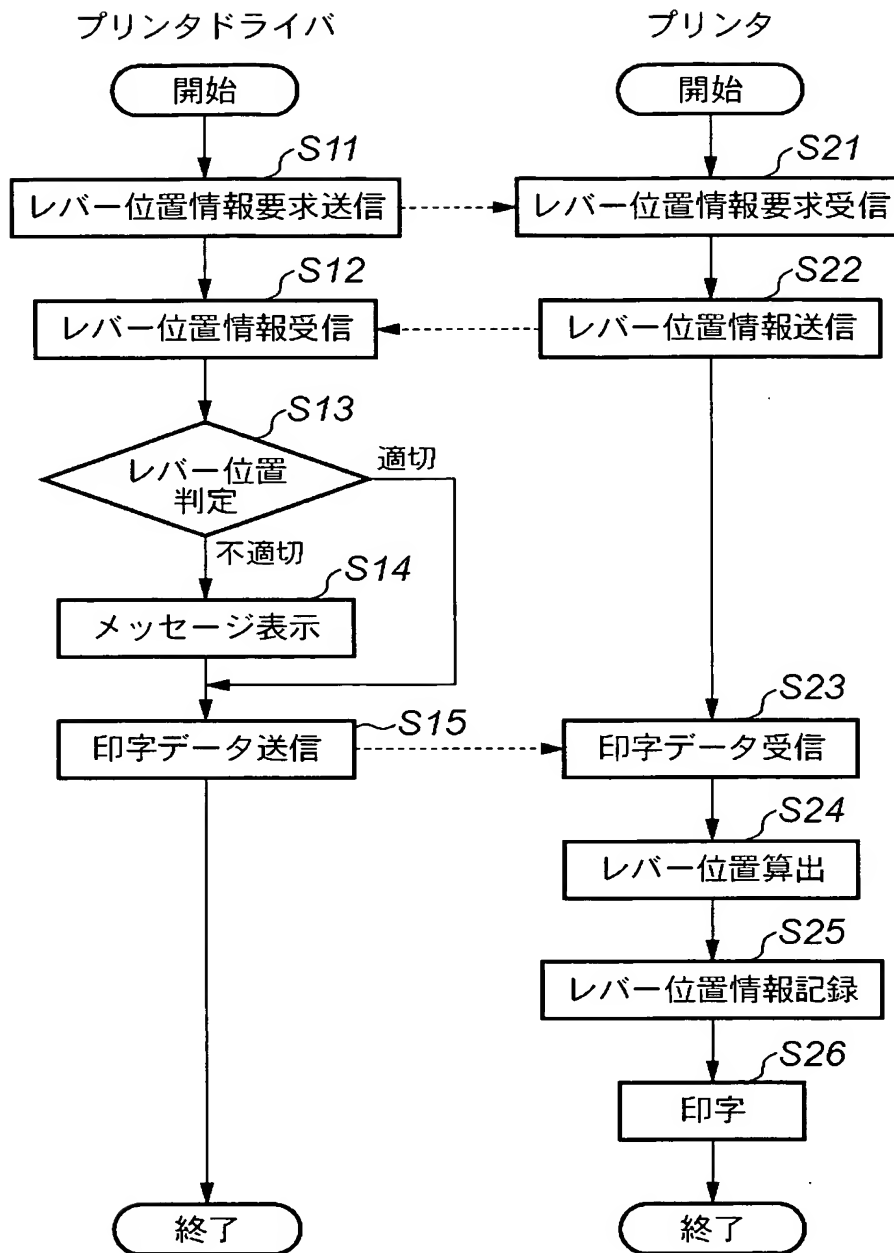 プリンタドライバ
プリンタ
開始
開始
S11
S21
レバー位置情報要求送信
レバー位置情報要求受信
S12
S22
レバー位置情報受信
レバー位置情報送信
S13
レバー位置
判定
適切
不適切
S14
メッセージ表示
S15
S23
印字データ送信
印字データ受信
S24
レバー位置算出
S25
レバー位置情報記録
S26
印字
終了
終了